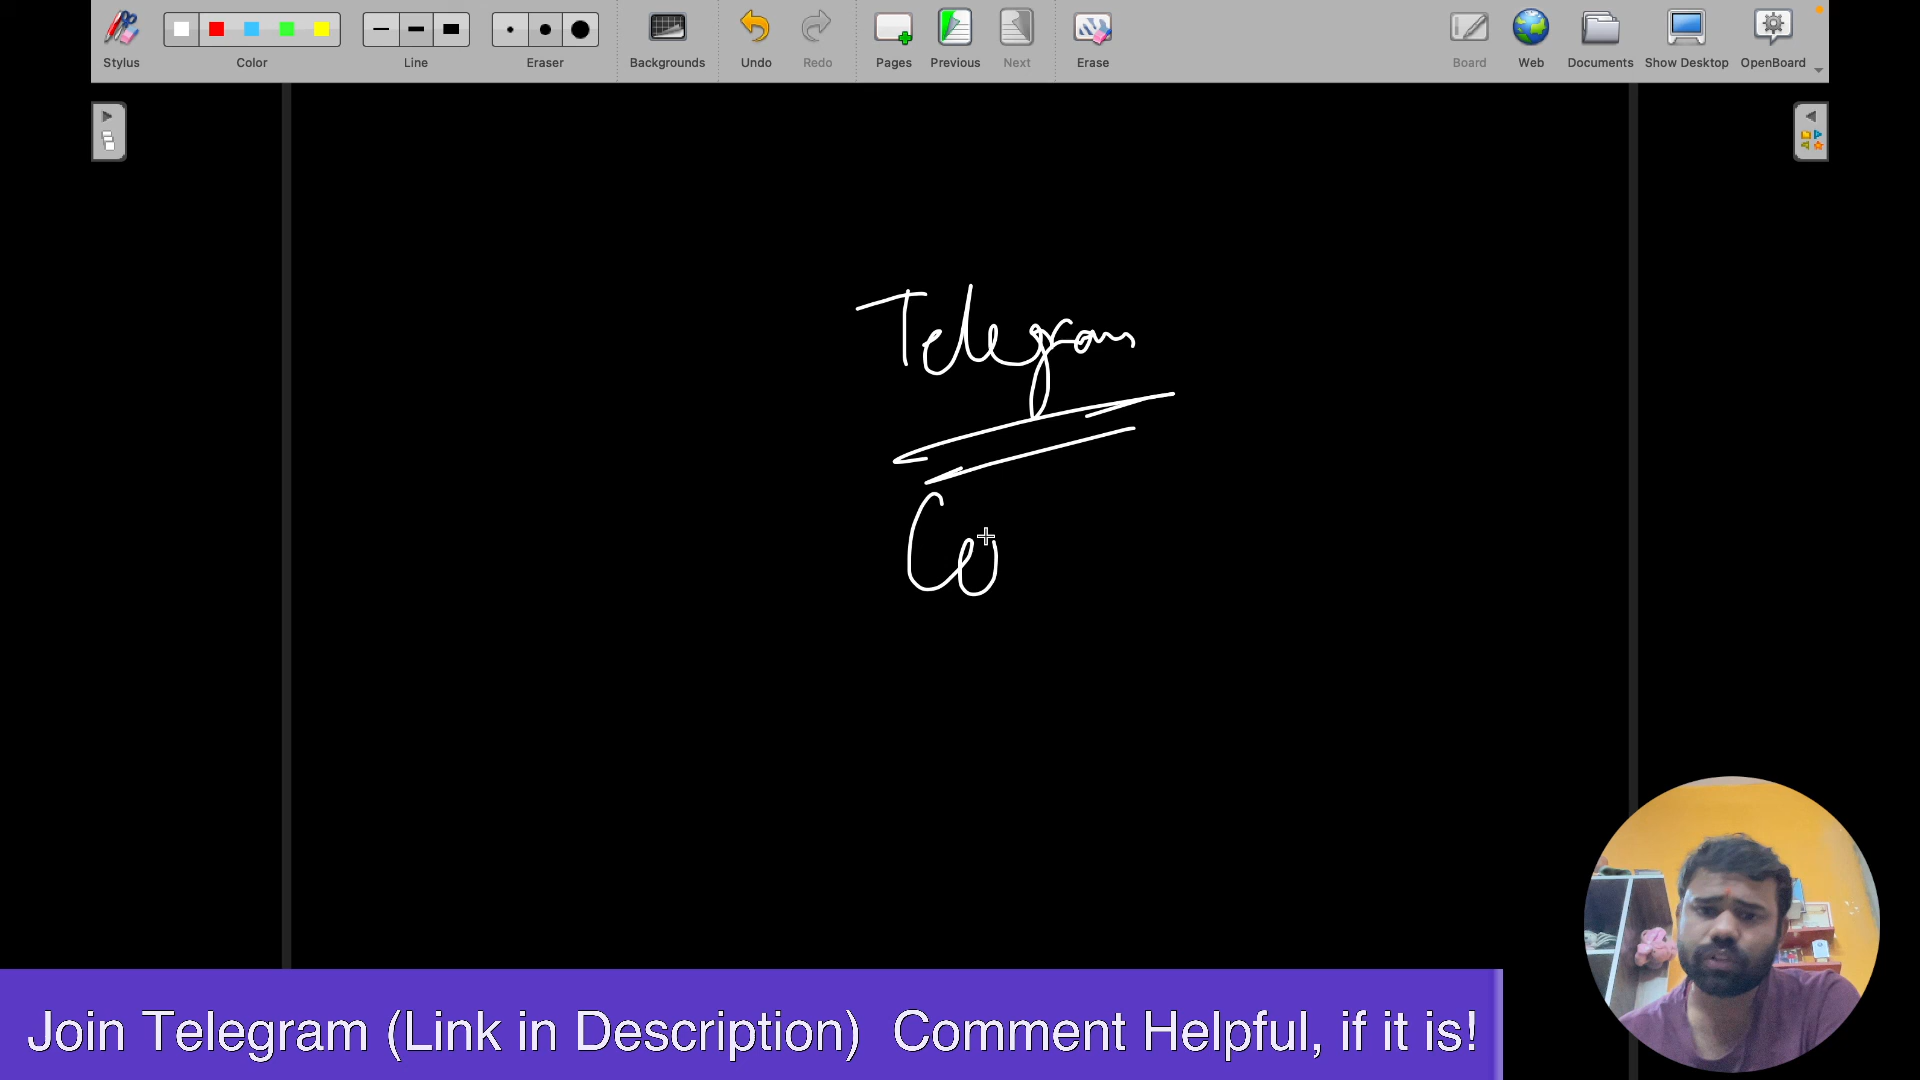 Stylus Color Line Eraser Backgrounds Undo Redo Pages Previous Next Erase Board Web Documents Show Desktop OpenBoard
Telegram
Co
Join Telegram (Link in Description) Comment Helpful, if it is!